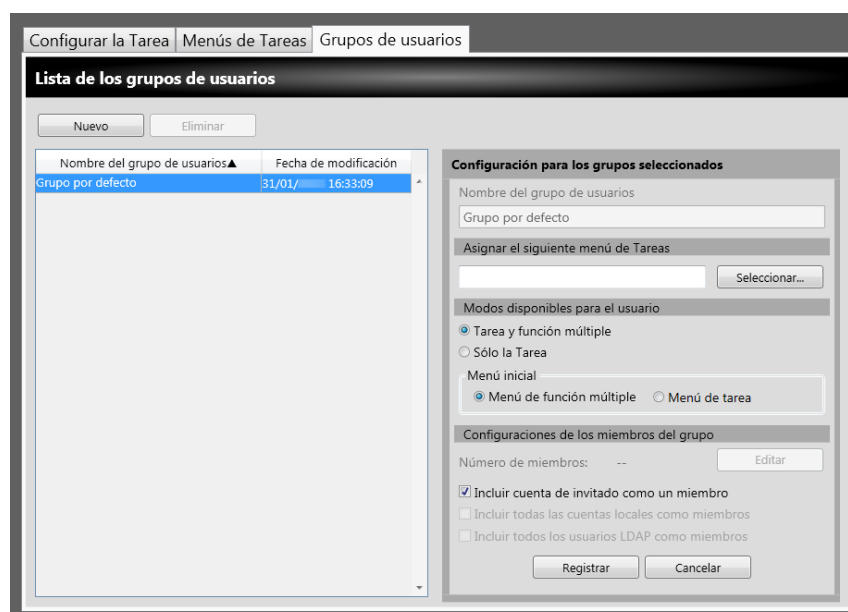 Configurar la Tarea Menús de Tareas Grupos de usuarios
Lista de los grupos de usuarios
Nuevo Eliminar
Nombre del grupo de usuarios▲ Fecha de modificación
Grupo por defecto 31/01/ 16:33:09
Configuración para los grupos seleccionados
Nombre del grupo de usuarios
Grupo por defecto
Asignar el siguiente menú de Tareas
Seleccionar...
Modos disponibles para el usuario
Tarea y función múltiple
Sólo la Tarea
Menú inicial
Menú de función múltiple Menú de tarea
Configuraciones de los miembros del grupo
Número de miembros: -- Editar
Incluir cuenta de invitado como un miembro
Incluir todas las cuentas locales como miembros
Incluir todos los usuarios LDAP como miembros
Registrar Cancelar